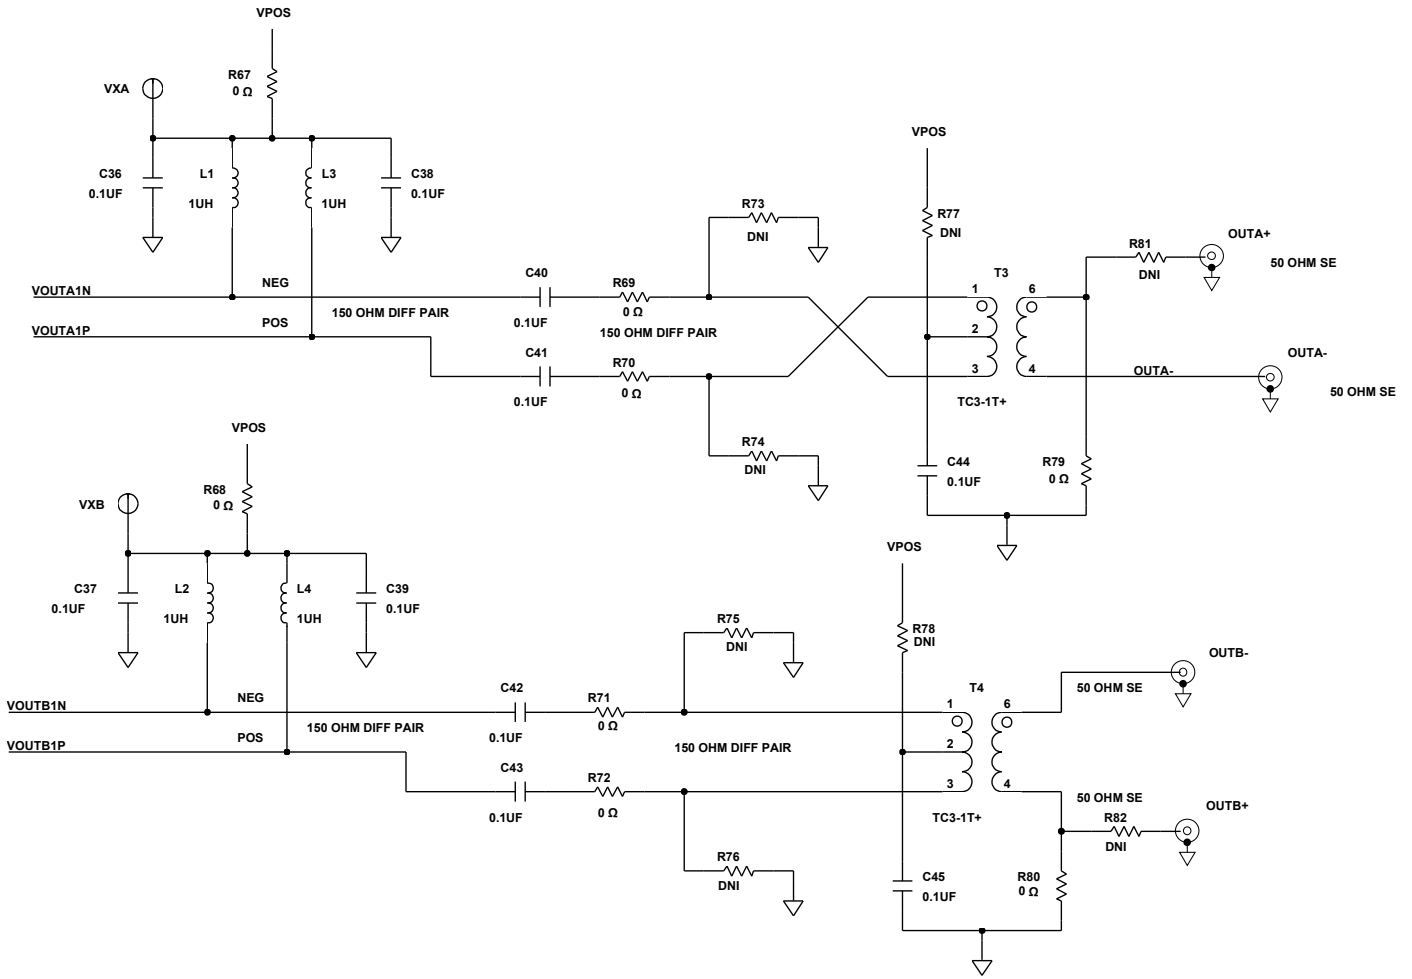 VPOS
R67
0 Ω
VXA
C36
0.1UF
L1
1UH
L3
1UH
C38
0.1UF
VOUTA1N
NEG
VOUTA1P
POS
150 OHM DIFF PAIR
C40
0.1UF
R69
0 Ω
150 OHM DIFF PAIR
C41
0.1UF
R70
0 Ω
R73
DNI
R74
DNI
VPOS
R77
DNI
T3
1
2
3
6
4
TC3-1T+
C44
0.1UF
R79
0 Ω
R81
DNI
OUTA+
50 OHM SE
OUTA-
OUTA-
50 OHM SE
VPOS
R68
0 Ω
VXB
C37
0.1UF
L2
1UH
L4
1UH
C39
0.1UF
VOUTB1N
NEG
VOUTB1P
POS
150 OHM DIFF PAIR
C42
0.1UF
R71
0 Ω
150 OHM DIFF PAIR
C43
0.1UF
R72
0 Ω
R75
DNI
R76
DNI
VPOS
R78
DNI
T4
1
2
3
6
4
TC3-1T+
C45
0.1UF
R80
0 Ω
OUTB-
50 OHM SE
50 OHM SE
R82
DNI
OUTB+